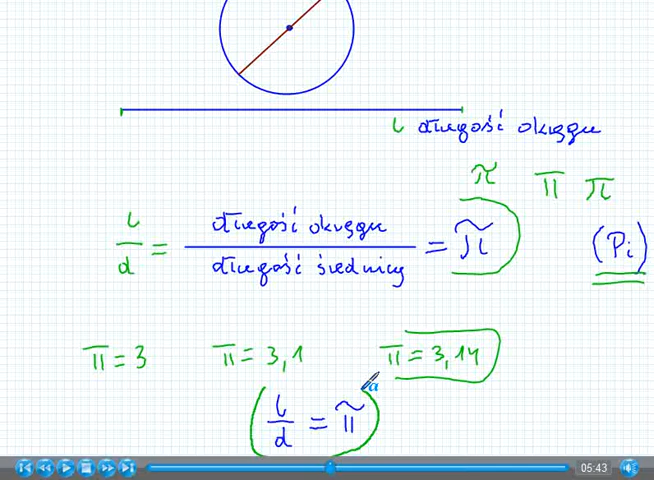 l długość okręgu
π π π
l/d = długość okręgu/długość średnicy = π (Pi)
π = 3 π = 3,1 π = 3,14
l/d = π
05:43